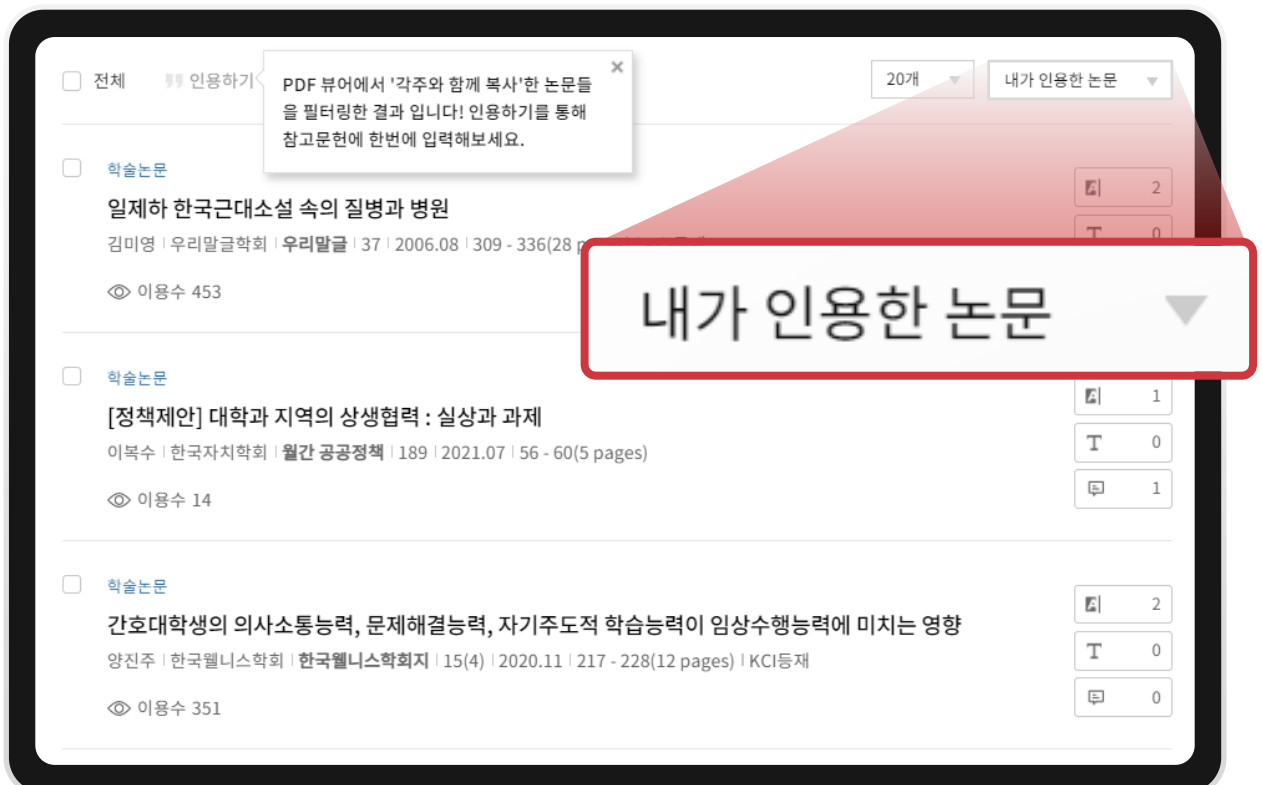 전체
인용하기
PDF 뷰어에서 '각주와 함께 복사'한 논문들
을 필터링한 결과 입니다! 인용하기를 통해
참고문헌에 한번에 입력해보세요.
20개
내가 인용한 논문
학술논문
일제하 한국근대소설 속의 질병과 병원
김미영 | 우리말글학회 | 우리말글 | 37 | 2006.08 | 309 - 336(28
이용수 453
2
T 0
내가 인용한 논문
학술논문
[정책제안] 대학과 지역의 상생협력 : 실상과 과제
이복수 | 한국자치학회 | 월간 공공정책 | 189 | 2021.07 | 56 - 60(5 pages)
이용수 14
1
T 0
1
학술논문
간호대학생의 의사소통능력, 문제해결능력, 자기주도적 학습능력이 임상수행능력에 미치는 영향
양진주 | 한국웰니스학회 | 한국웰니스학회지 | 15(4) | 2020.11 | 217 - 228(12 pages) | KCI등재
이용수 351
2
T 0
0